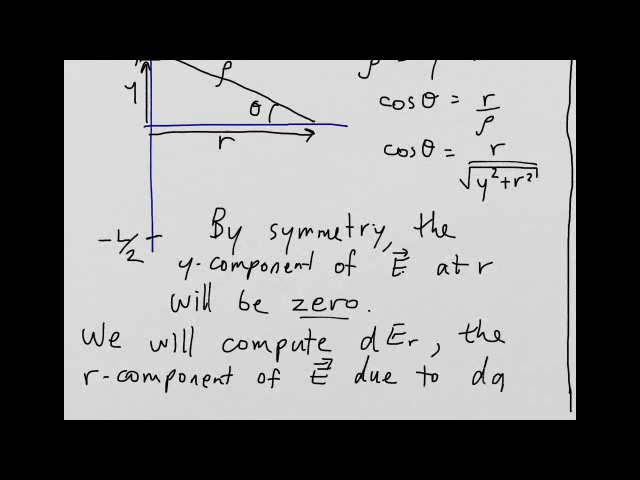 ρ
y
θ
r
cosθ = r/ρ
cosθ = r/√(y²+r²)
-L/2
By symmetry, the
y-component of E⃗ at r
will be zero.
We will compute dEr, the
r-component of E⃗ due to dq